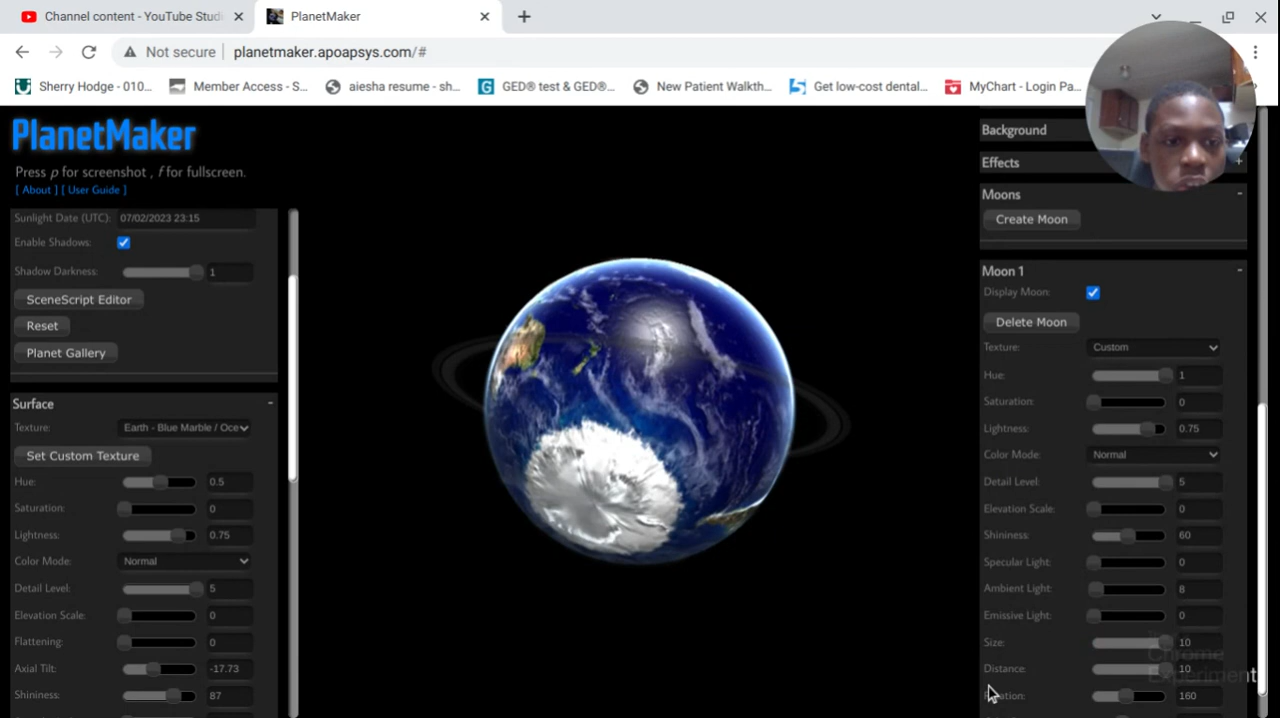 Channel content - YouTube Studi
PlanetMaker
Not secure
planetmaker.apoapsys.com/#
Sherry Hodge - 010...
Member Access - S...
aiesha resume - sh...
GED® test & GED®...
New Patient Walkth...
Get low-cost dental...
MyChart - Login Pa...
PlanetMaker
Press p for screenshot , f for fullscreen.
[ About ] [ User Guide ]
Sunlight Date (UTC): 07/02/2023 23:15
Enable Shadows:
Shadow Darkness: 1
SceneScript Editor
Reset
Planet Gallery
Surface -
Texture: Earth - Blue Marble / Oce
Set Custom Texture
Hue: 0.5
Saturation: 0
Lightness: 0.75
Color Mode: Normal
Detail Level: 5
Elevation Scale: 0
Flattening: 0
Axial Tilt: -17.73
Shininess: 87
Background
Effects +
Moons -
Create Moon
Moon 1 -
Display Moon:
Delete Moon
Texture: Custom
Hue: 1
Saturation: 0
Lightness: 0.75
Color Mode: Normal
Detail Level: 5
Elevation Scale: 0
Shininess: 60
Specular Light: 0
Ambient Light: 8
Emissive Light: 0
Size: 10
Distance: 10
160
Chrome
Experiment